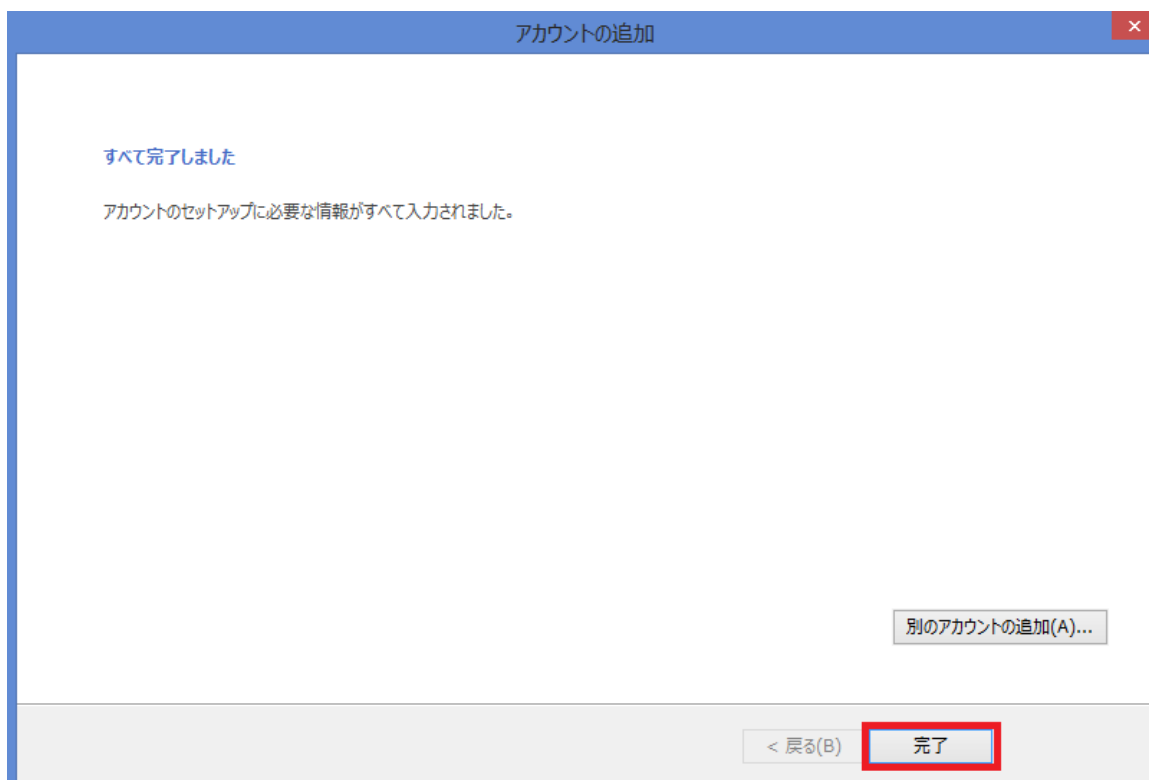 アカウントの追加
すべて完了しました
アカウントのセットアップに必要な情報がすべて入力されました。
別のアカウントの追加(A)...
< 戻る(B)
完了